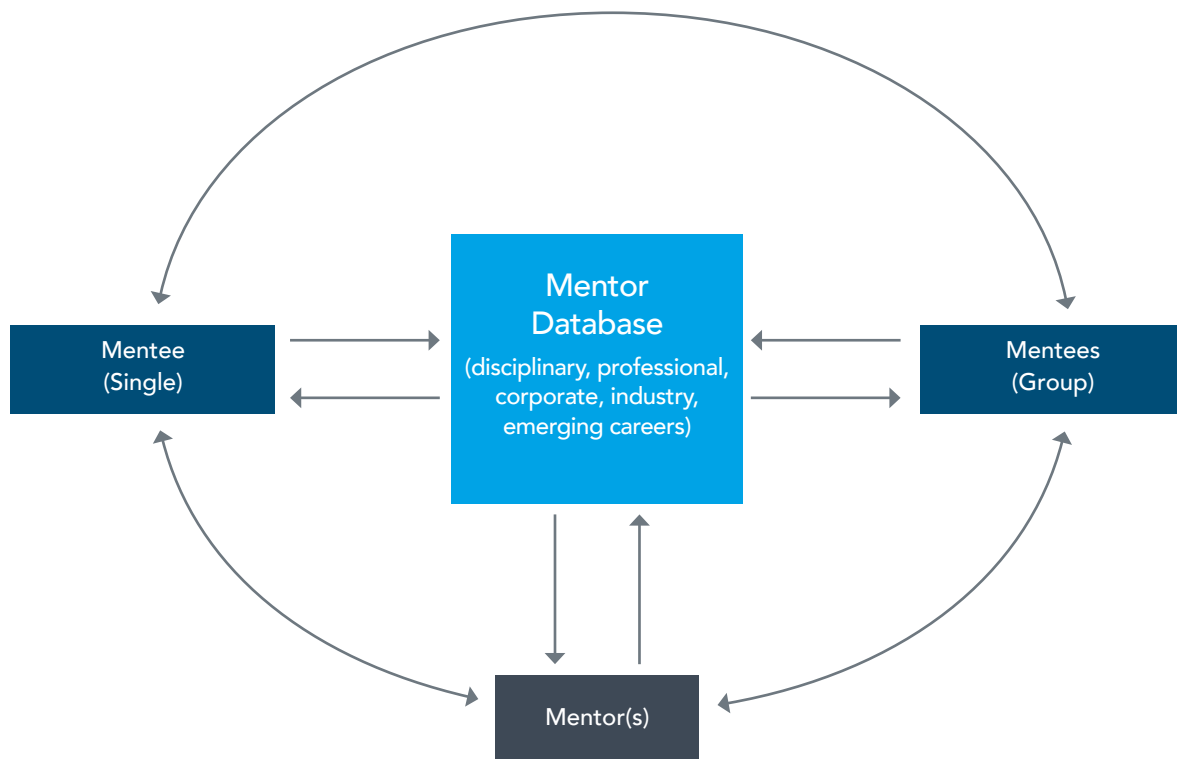 Mentor
Database
(disciplinary, professional,
corporate, industry,
emerging careers)
Mentee
(Single)
Mentees
(Group)
Mentor(s)